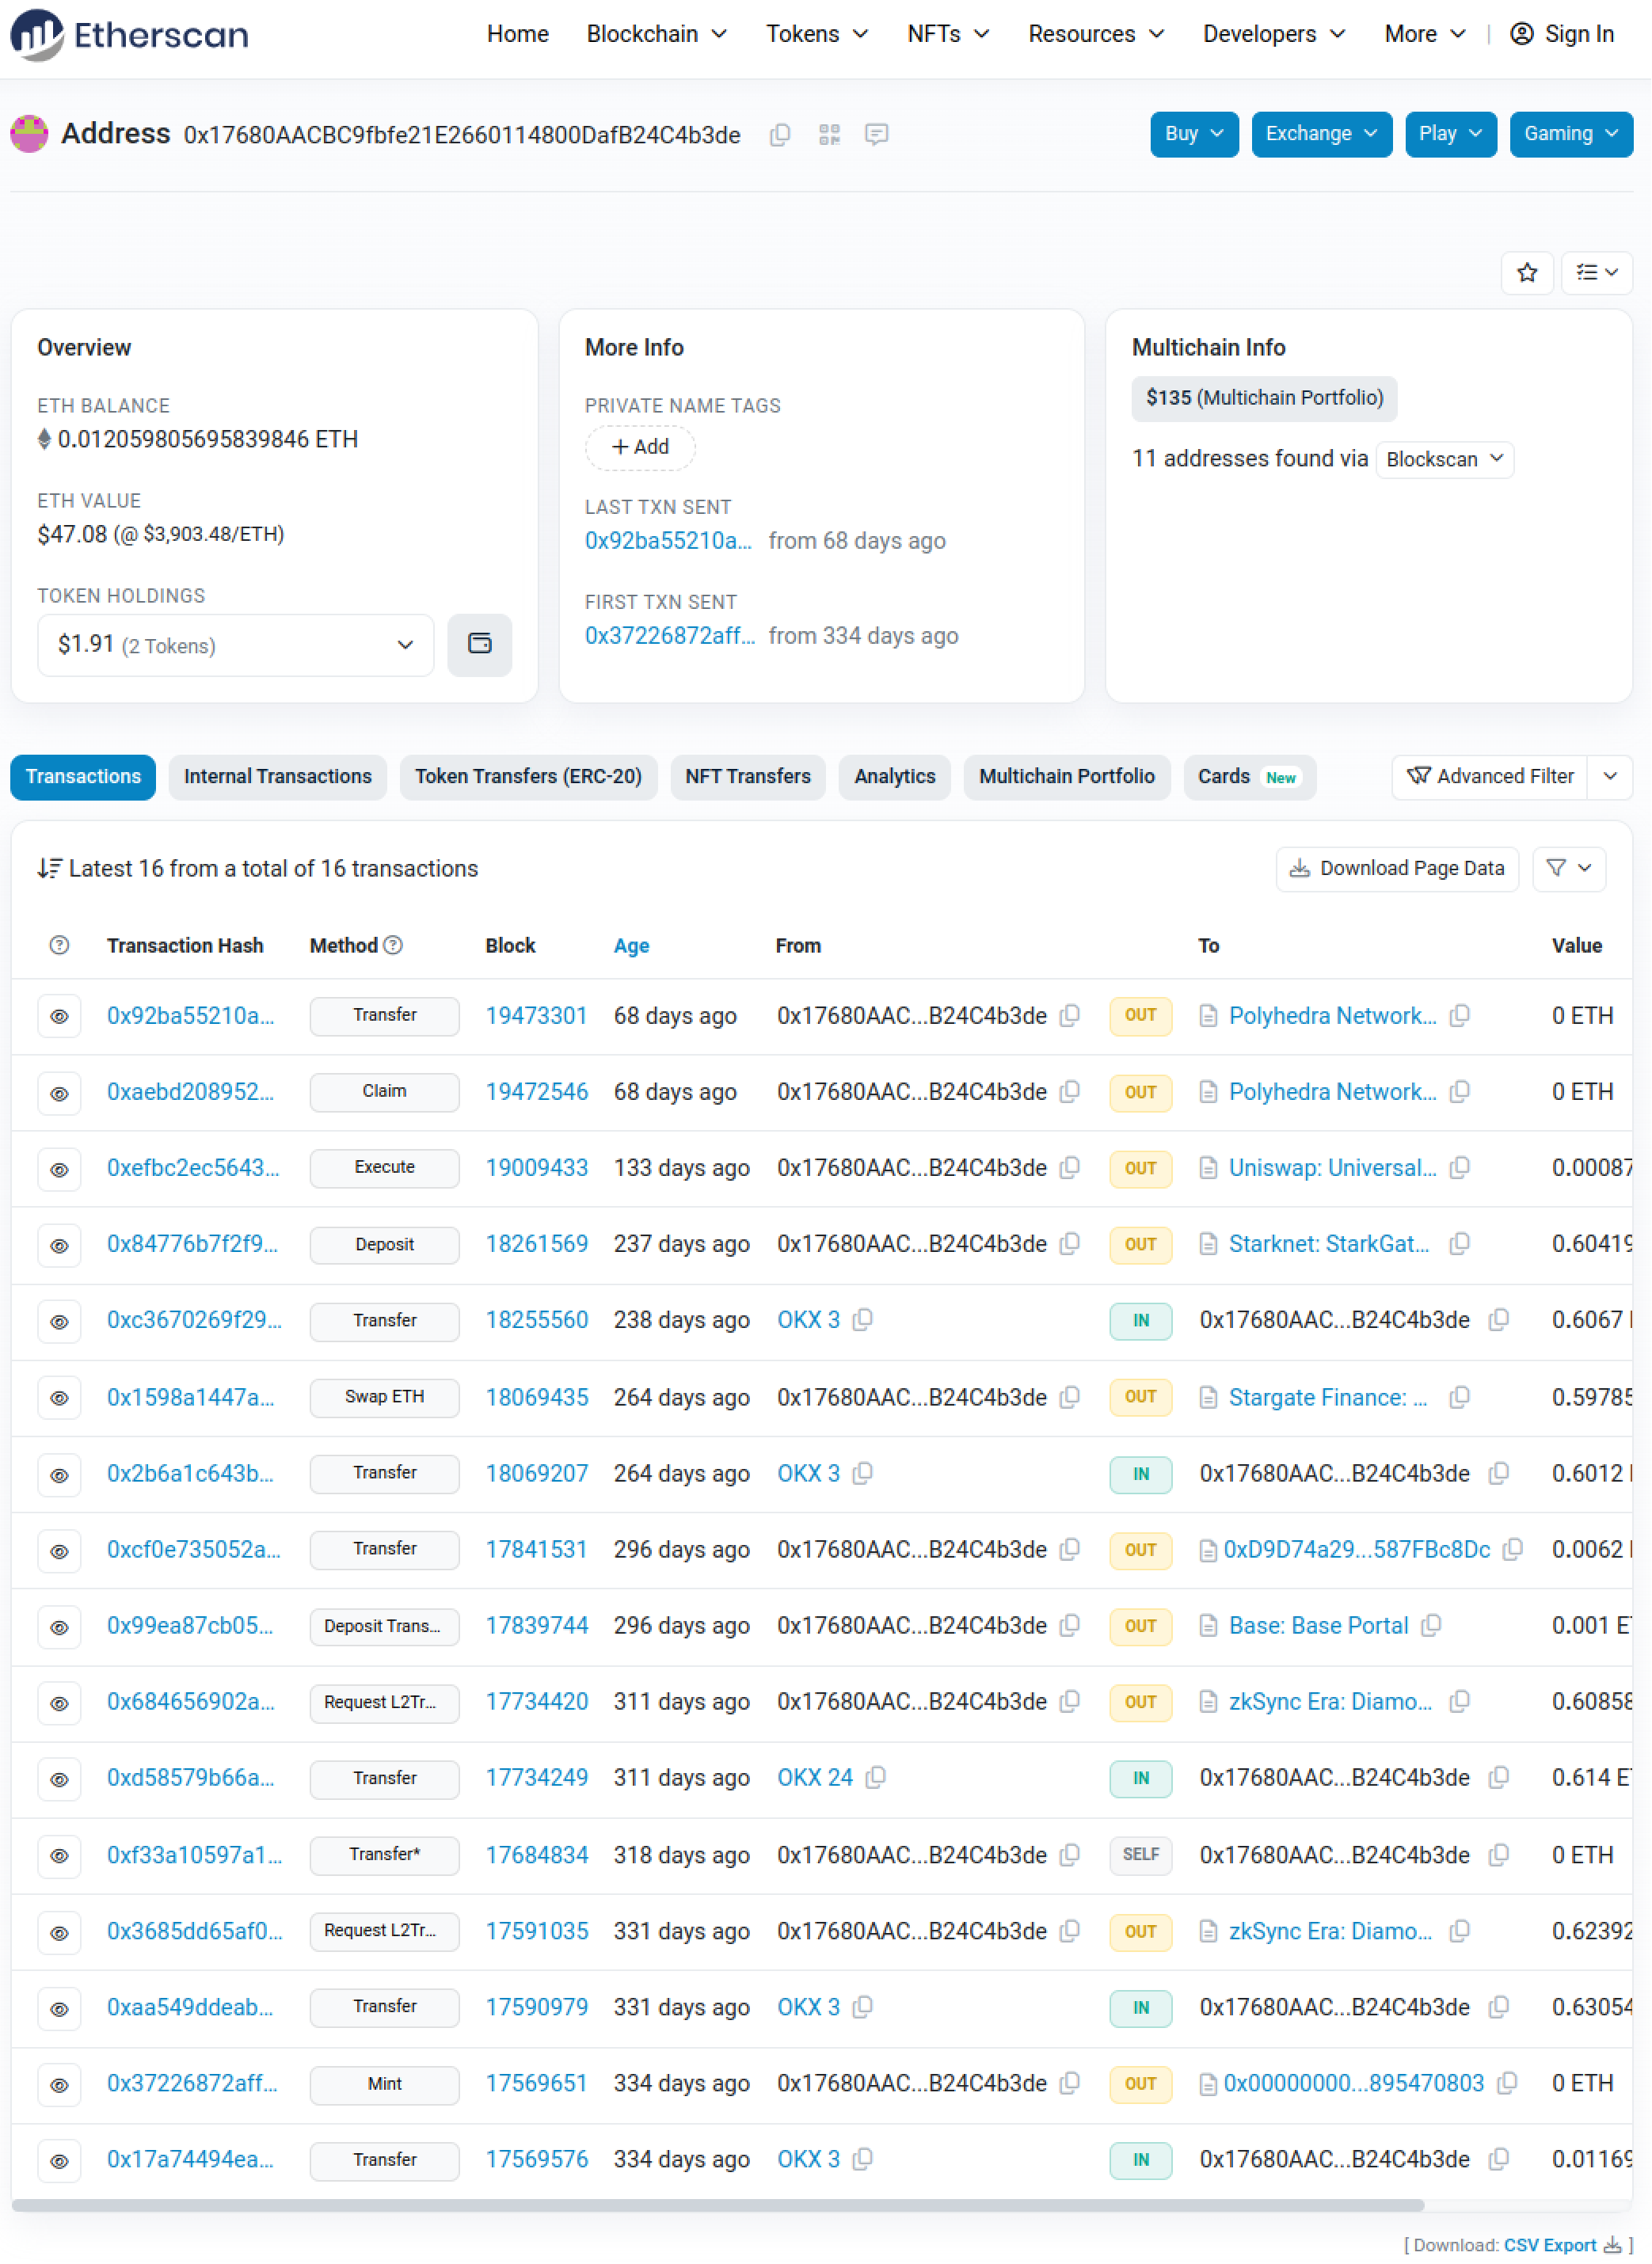 Etherscan Home Blockchain Tokens NFTs Resources Developers More | Sign In
Address 0x17680AACBC9fbfe21E2660114800DafB24C4b3de Buy Exchange Play Gaming
Overview
ETH BALANCE
0.012059805695839846 ETH
ETH VALUE
$47.08 (@ $3,903.48/ETH)
TOKEN HOLDINGS
$1.91 (2 Tokens)
More Info
PRIVATE NAME TAGS
+ Add
LAST TXN SENT
0x92ba55210a... from 68 days ago
FIRST TXN SENT
0x37226872aff... from 334 days ago
Multichain Info
$135 (Multichain Portfolio)
11 addresses found via Blockscan
Transactions Internal Transactions Token Transfers (ERC-20) NFT Transfers Analytics Multichain Portfolio Cards New Advanced Filter
Latest 16 from a total of 16 transactions Download Page Data
Transaction Hash Method Block Age From To Value
0x92ba55210a... Transfer 19473301 68 days ago 0x17680AAC...B24C4b3de OUT Polyhedra Network... 0 ETH
0xaebd208952... Claim 19472546 68 days ago 0x17680AAC...B24C4b3de OUT Polyhedra Network... 0 ETH
0xefbc2ec5643... Execute 19009433 133 days ago 0x17680AAC...B24C4b3de OUT Uniswap: Universal... 0.00087
0x84776b7f2f9... Deposit 18261569 237 days ago 0x17680AAC...B24C4b3de OUT Starknet: StarkGat... 0.60419
0xc3670269f29... Transfer 18255560 238 days ago OKX 3 IN 0x17680AAC...B24C4b3de 0.6067
0x1598a1447a... Swap ETH 18069435 264 days ago 0x17680AAC...B24C4b3de OUT Stargate Finance: ... 0.59785
0x2b6a1c643b... Transfer 18069207 264 days ago OKX 3 IN 0x17680AAC...B24C4b3de 0.6012
0xcf0e735052a... Transfer 17841531 296 days ago 0x17680AAC...B24C4b3de OUT 0xD9D74a29...587FBc8Dc 0.0062
0x99ea87cb05... Deposit Trans... 17839744 296 days ago 0x17680AAC...B24C4b3de OUT Base: Base Portal 0.001 E
0x684656902a... Request L2Tr... 17734420 311 days ago 0x17680AAC...B24C4b3de OUT zkSync Era: Diamo... 0.60858
0xd58579b66a... Transfer 17734249 311 days ago OKX 24 IN 0x17680AAC...B24C4b3de 0.614 E
0xf33a10597a1... Transfer* 17684834 318 days ago 0x17680AAC...B24C4b3de SELF 0x17680AAC...B24C4b3de 0 ETH
0x3685dd65af0... Request L2Tr... 17591035 331 days ago 0x17680AAC...B24C4b3de OUT zkSync Era: Diamo... 0.62392
0xaa549ddeab... Transfer 17590979 331 days ago OKX 3 IN 0x17680AAC...B24C4b3de 0.63054
0x37226872aff... Mint 17569651 334 days ago 0x17680AAC...B24C4b3de OUT 0x00000000...895470803 0 ETH
0x17a74494ea... Transfer 17569576 334 days ago OKX 3 IN 0x17680AAC...B24C4b3de 0.01169
[ Download: CSV Export ]